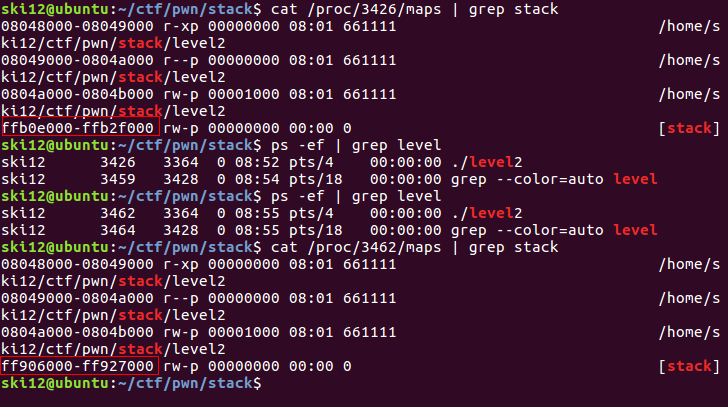 ski12@ubuntu:~/ctf/pwn/stack$ cat /proc/3426/maps | grep stack
08048000-08049000 r-xp 00000000 08:01 661111 /home/s
ki12/ctf/pwn/stack/level2
08049000-0804a000 r--p 00000000 08:01 661111 /home/s
ki12/ctf/pwn/stack/level2
0804a000-0804b000 rw-p 00001000 08:01 661111 /home/s
ki12/ctf/pwn/stack/level2
ffb0e000-ffb2f000 rw-p 00000000 00:00 0 [stack]
ski12@ubuntu:~/ctf/pwn/stack$ ps -ef | grep level
ski12 3426 3364 0 08:52 pts/4 00:00:00 ./level2
ski12 3459 3428 0 08:54 pts/18 00:00:00 grep --color=auto level
ski12@ubuntu:~/ctf/pwn/stack$ ps -ef | grep level
ski12 3462 3364 0 08:55 pts/4 00:00:00 ./level2
ski12 3464 3428 0 08:55 pts/18 00:00:00 grep --color=auto level
ski12@ubuntu:~/ctf/pwn/stack$ cat /proc/3462/maps | grep stack
08048000-08049000 r-xp 00000000 08:01 661111 /home/s
ki12/ctf/pwn/stack/level2
08049000-0804a000 r--p 00000000 08:01 661111 /home/s
ki12/ctf/pwn/stack/level2
0804a000-0804b000 rw-p 00001000 08:01 661111 /home/s
ki12/ctf/pwn/stack/level2
ff906000-ff927000 rw-p 00000000 00:00 0 [stack]
ski12@ubuntu:~/ctf/pwn/stack$